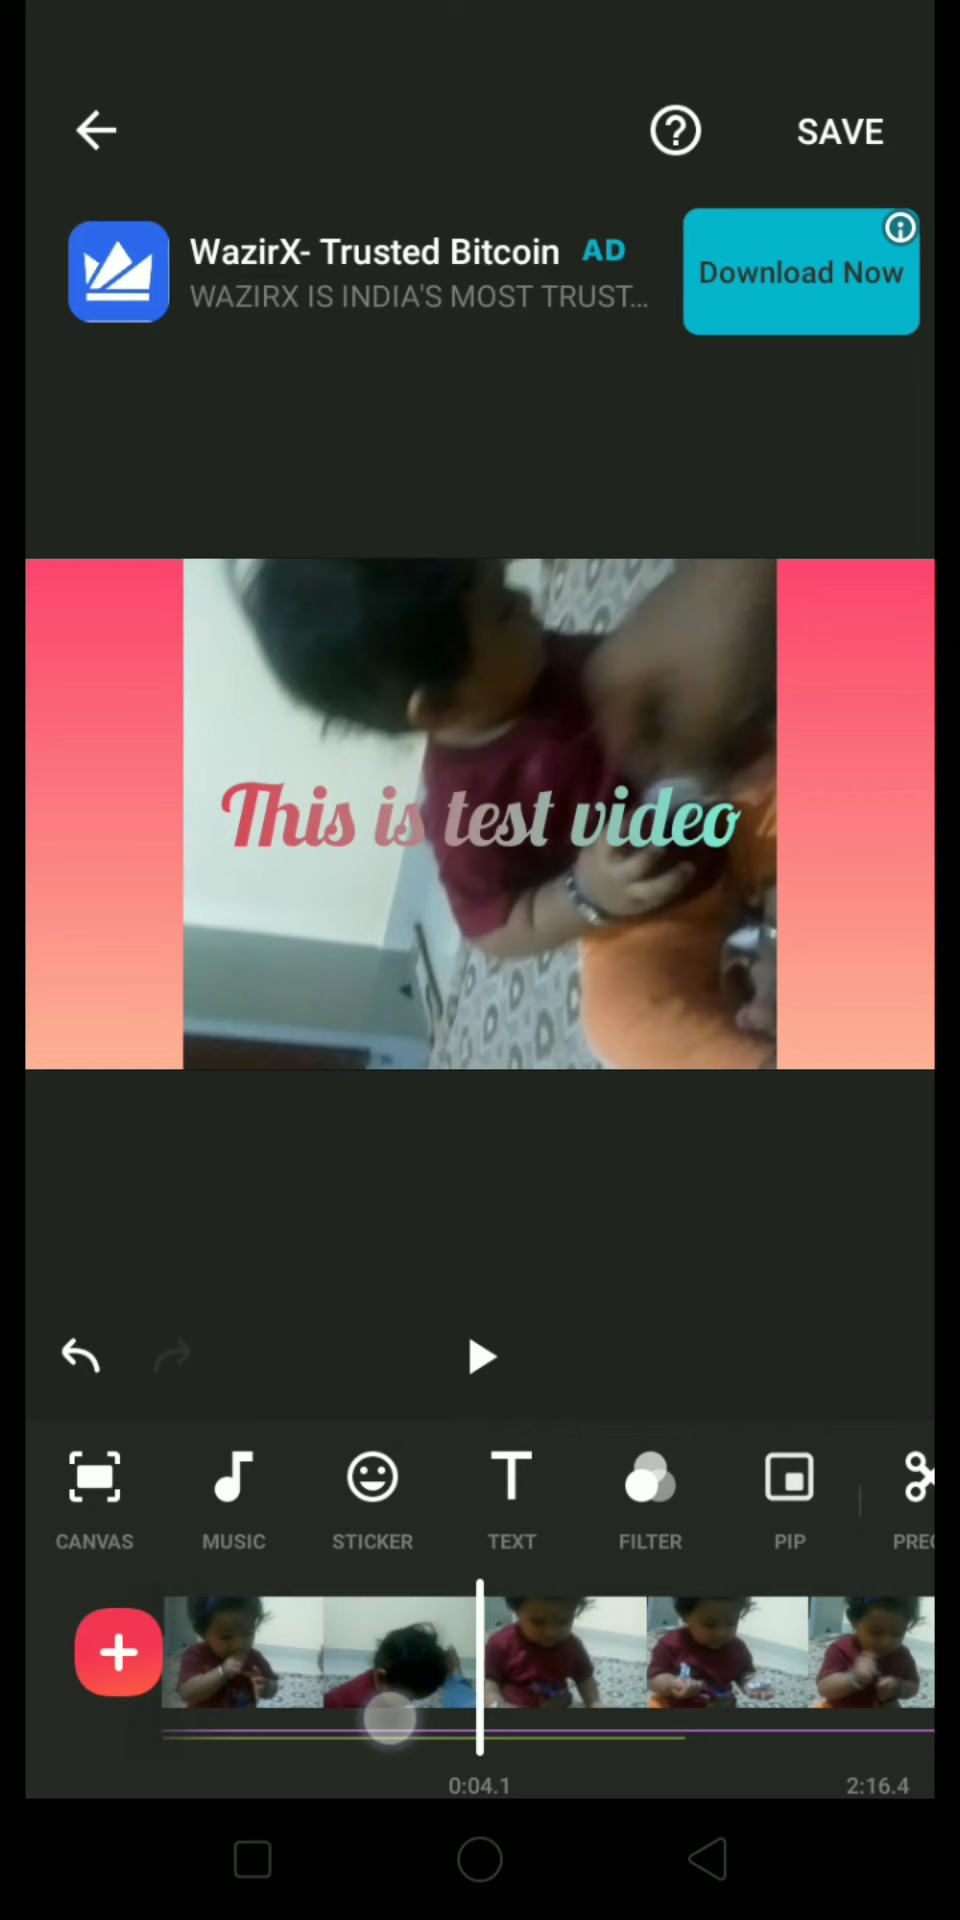 SAVE
WazirX- Trusted Bitcoin AD
WAZIRX IS INDIA'S MOST TRUST...
Download Now
This is test video
CANVAS MUSIC STICKER TEXT FILTER PIP PREC
0:04.1 2:16.4